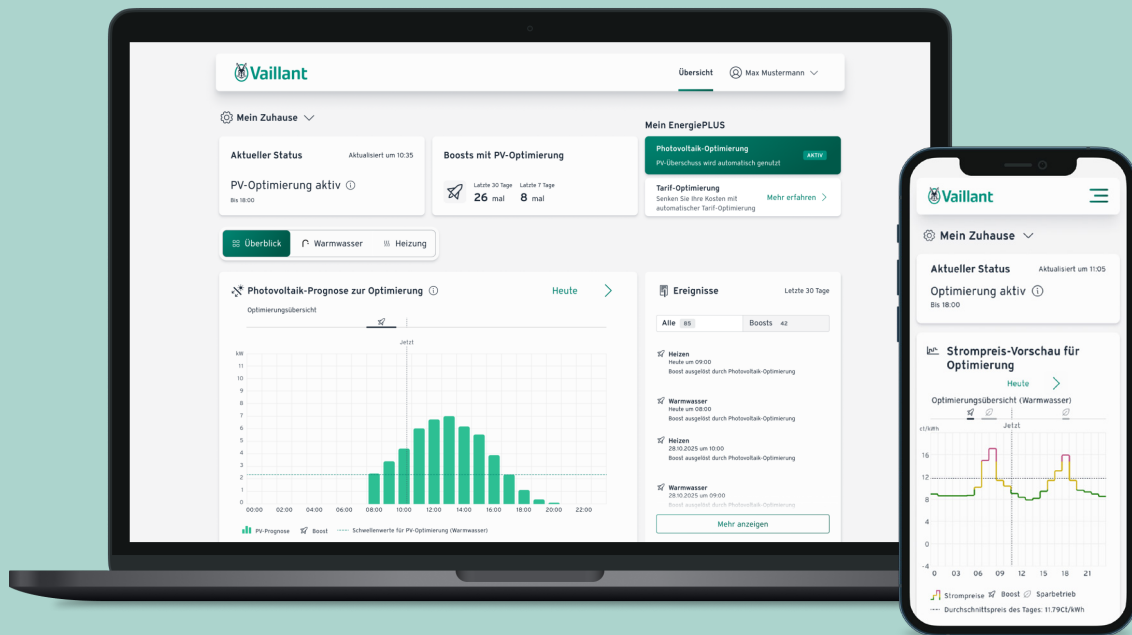 Vaillant
Übersicht
Max Mustermann
Mein Zuhause
Aktueller Status
Aktualisiert um 10:35
PV-Optimierung aktiv
Bis 18:00
Boosts mit PV-Optimierung
Letzte 30 Tage
Letzte 7 Tage
26 mal
8 mal
Mein EnergiePLUS
Photovoltaik-Optimierung
PV-Überschuss wird automatisch genutzt
AKTIV
Tarif-Optimierung
Senken Sie Ihre Kosten mit
automatischer Tarif-Optimierung
Mehr erfahren
Überblick
Warmwasser
Heizung
Photovoltaik-Prognose zur Optimierung
Heute
Optimierungsübersicht
Jetzt
kW
11
10
9
8
7
6
5
4
3
2
1
0
00:00 02:00 04:00 06:00 08:00 10:00 12:00 14:00 16:00 18:00 20:00 22:00
PV-Prognose
Boost
Schwellenwerte für PV-Optimierung (Warmwasser)
Ereignisse
Letzte 30 Tage
Alle 85
Boosts 42
Heizen
Heute um 09:00
Boost ausgelöst durch Photovoltaik-Optimierung
Warmwasser
Heute um 08:00
Boost ausgelöst durch Photovoltaik-Optimierung
Heizen
28.10.2025 um 10:00
Boost ausgelöst durch Photovoltaik-Optimierung
Warmwasser
28.10.2025 um 09:00
Boost ausgelöst durch Photovoltaik-Optimierung
Mehr anzeigen
Vaillant
Mein Zuhause
Aktueller Status
Aktualisiert um 11:05
Optimierung aktiv
Bis 18:00
Strompreis-Vorschau für
Optimierung
Heute
Optimierungsübersicht (Warmwasser)
Jetzt
ct/kWh
16
12
8
4
0
-4
0 03 06 09 12 15 18 21
Strompreise
Boost
Sparbetrieb
Durchschnittspreis des Tages: 11.79Ct/kWh